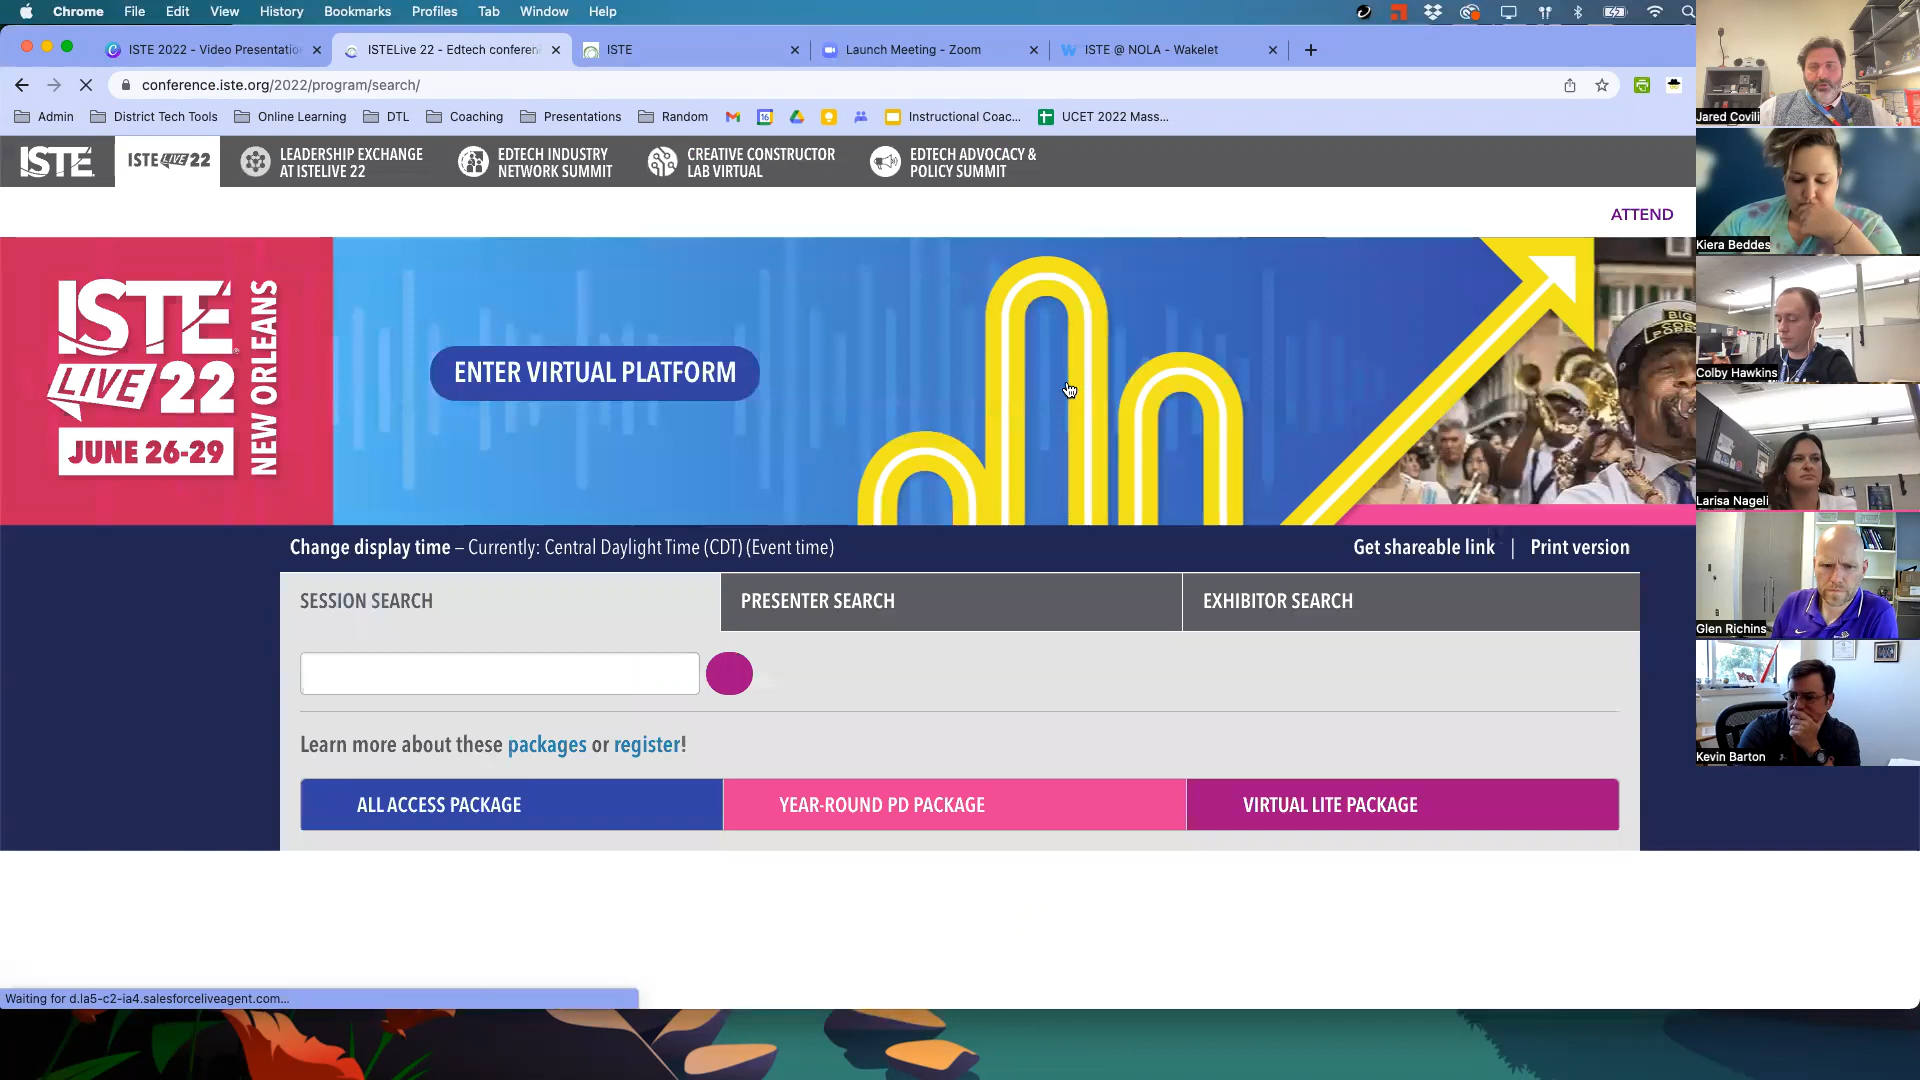 Chrome File Edit View History Bookmarks Profiles Tab Window Help
ISTE 2022 - Video Presentatio
ISTELive 22 - Edtech conferen
ISTE
Launch Meeting - Zoom
ISTE @ NOLA - Wakelet
conference.iste.org/2022/program/search/
Admin District Tech Tools Online Learning DTL Coaching Presentations Random 16 Instructional Coac... UCET 2022 Mass...
ISTE
ISTE LIVE 22
LEADERSHIP EXCHANGE
AT ISTELIVE 22
EDTECH INDUSTRY
NETWORK SUMMIT
CREATIVE CONSTRUCTOR
LAB VIRTUAL
EDTECH ADVOCACY &
POLICY SUMMIT
ATTEND
ISTE
LIVE 22
JUNE 26-29
NEW ORLEANS
ENTER VIRTUAL PLATFORM
BIG
Change display time – Currently: Central Daylight Time (CDT) (Event time)
Get shareable link | Print version
SESSION SEARCH
PRESENTER SEARCH
EXHIBITOR SEARCH
Learn more about these packages or register!
ALL ACCESS PACKAGE
YEAR-ROUND PD PACKAGE
VIRTUAL LITE PACKAGE
Waiting for d.la5-c2-ia4.salesforceliveagent.com...
Jared Covili
Kiera Beddes
Colby Hawkins
Larisa Nageli
Glen Richins
Kevin Barton